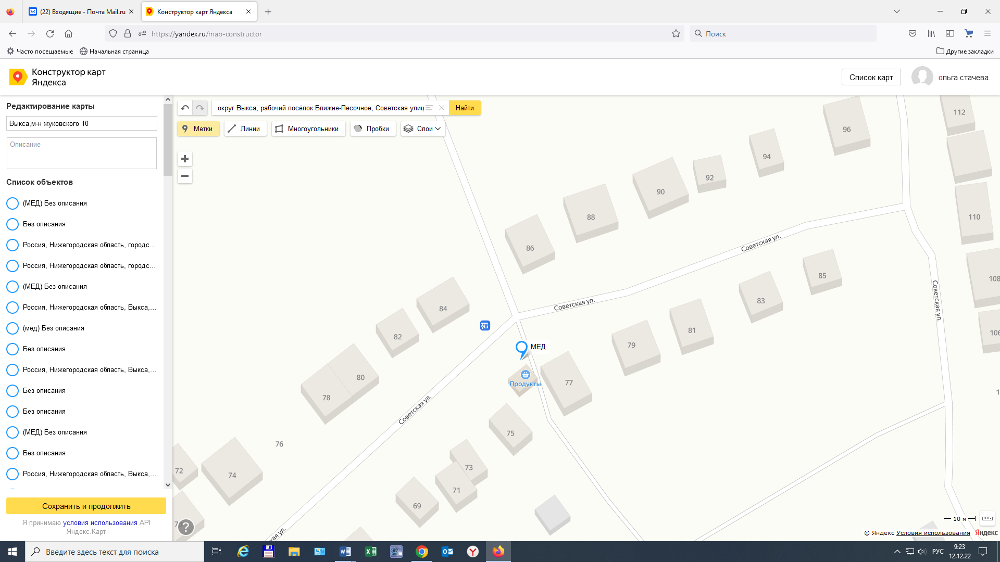 (22) Входящие - Почта Mail.ru
Конструктор карт Яндекса
https://yandex.ru/map-constructor
Поиск
Часто посещаемые
Начальная страница
Другие закладки
Конструктор карт
Яндекса
Список карт
ольга стачева
Редактирование карты
Выкса,м-н жуковского 10
Описание
Список объектов
(МЕД) Без описания
Без описания
Россия, Нижегородская область, городс...
Россия, Нижегородская область, городс...
(МЕД) Без описания
Россия, Нижегородская область, Выкса,...
(мед) Без описания
Без описания
Россия, Нижегородская область, Выкса,...
Без описания
Без описания
(МЕД) Без описания
Без описания
Россия, Нижегородская область, Выкса,...
Сохранить и продолжить
Я принимаю условия использования API
Яндекс.Карт
округ Выкса, рабочий посёлок Ближне-Песочное, Советская улиц
Найти
Метки
Линии
Многоугольники
Пробки
Слои
112
96
94
92
90
88
110
86
Советская ул.
85
108
Советская ул.
83
Советская ул.
84
81
106
82
79
МЕД
80
77
Продукты
78
Советская ул.
75
76
73
72
74
71
69
?
10 м
© Яндекс Условия использования
Яндекс
Введите здесь текст для поиска
РУС
9:23
12.12.22